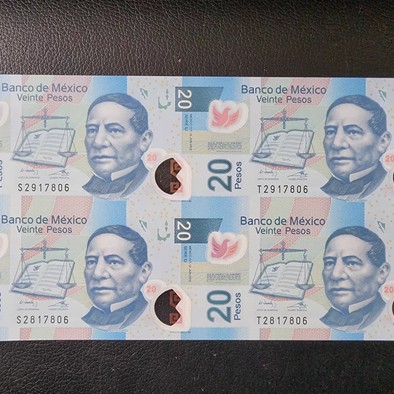 Banco de México
Veinte Pesos
20
20
S2917806
20
Pesos
Banco de México
Veinte Pesos
20
T2917806
Pesos
Banco de México
Veinte Pesos
20
20
S2817806
20
Pesos
Banco de México
Veinte Pesos
20
T2817806